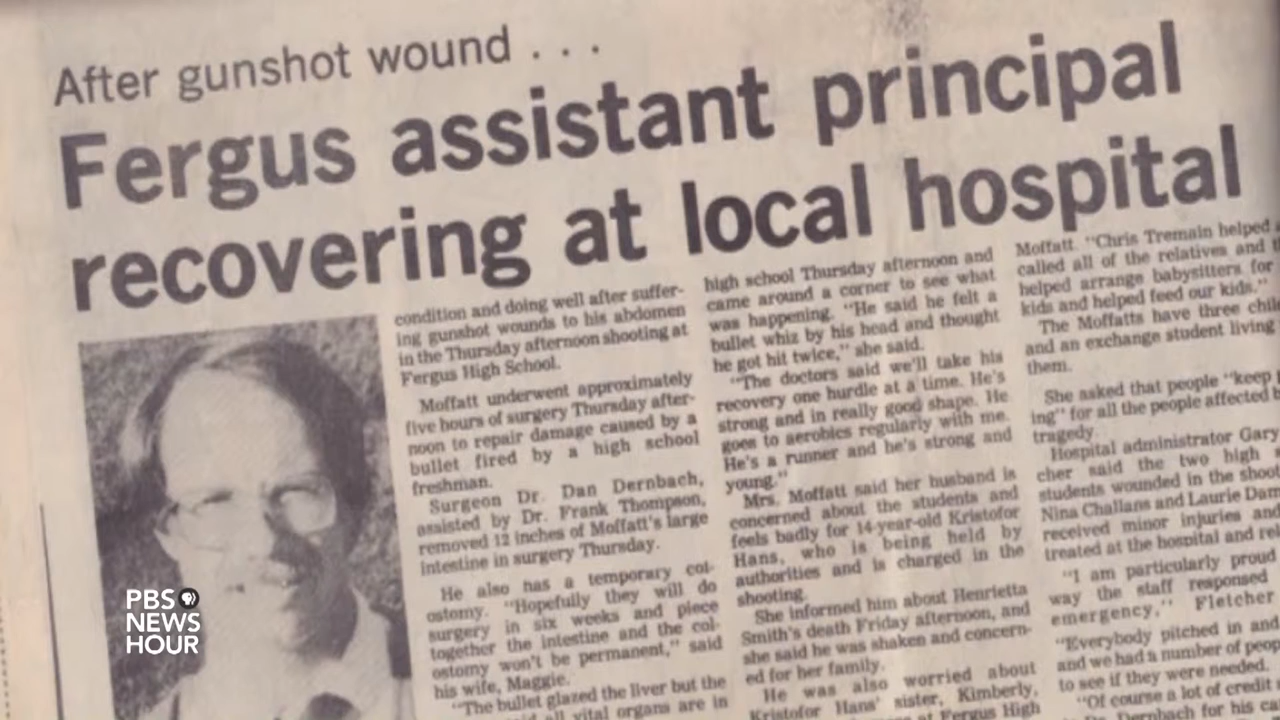 After gunshot wound . . .
Fergus assistant principal
recovering at local hospital
condition and doing well after suffer-
ing gunshot wounds to his abdomen
in the Thursday afternoon shooting at
Fergus High School.
Moffatt underwent approximately
five hours of surgery Thursday after-
noon to repair damage caused by a
bullet fired by a high school
freshman.
Surgeon Dr. Dan Dernbach,
assisted by Dr. Frank Thompson,
removed 12 inches of Moffatt's large
intestine in surgery Thursday.
He also has a temporary col-
ostomy. "Hopefully they will do
surgery in six weeks and piece
together the intestine and the col-
ostomy won't be permanent," said
his wife, Maggie.
"The bullet glazed the liver but the
all vital organs are in
high school Thursday afternoon and
came around a corner to see what
was happening. "He said he felt a
bullet whiz by his head and thought
he got hit twice," she said.
"The doctors said we'll take his
recovery one hurdle at a time. He's
strong and in really good shape. He
goes to aerobics regularly with me.
He's a runner and he's strong and
young."
Mrs. Moffatt said her husband is
concerned about the students and
feels badly for 14-year-old Kristofor
Hans, who is being held by
authorities and is charged in the
shooting.
She informed him about Henrietta
Smith's death Friday afternoon, and
she said he was shaken and concern-
ed for her family.
He was also worried about
Kristofor Hans' sister, Kimberly,
at Fergus High
Moffatt. "Chris Tremain helped
called all of the relatives and
helped arrange babysitters for
kids and helped feed our kids."
The Moffatts have three
and an exchange student living
them.
She asked that people "keep
ing" for all the people affected
tragedy.
Hospital administrator Gary
cher said the two high
students wounded in the
Nina Challans and Laurie
received minor injuries and
treated at the hospital and
"I am particularly proud
way the staff responsed
emergency," Fletcher
"Everybody pitched in and
and we had a number of
to see if they were needed.
"Of course a lot of credit
Dernbach for his
PBS
NEWS
HOUR